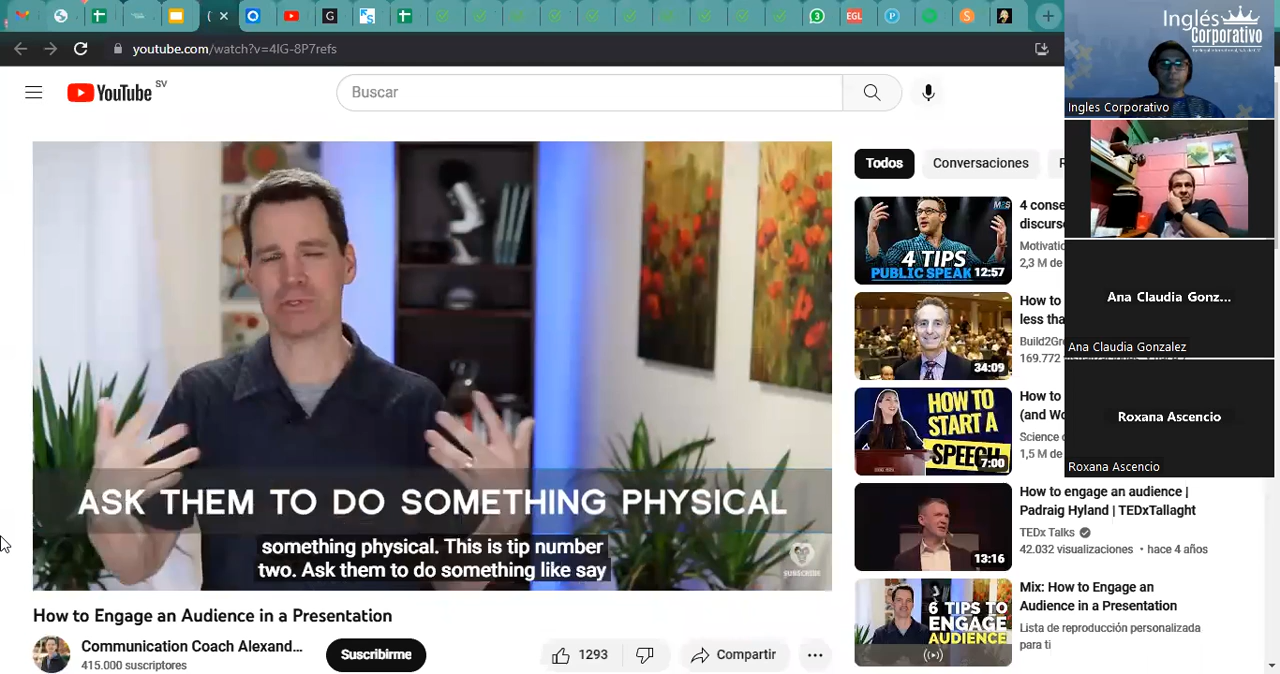 EGL
youtube.com/watch?v=4lG-8P7refs
YouTube SV
Buscar
ASK THEM TO DO SOMETHING PHYSICAL
something physical. This is tip number
two. Ask them to do something like say
SUBSCRIBE
How to Engage an Audience in a Presentation
Communication Coach Alexand...
415.000 suscriptores
Suscribirme
1293
Compartir
Todos
Conversaciones
4 TIPS
PUBLIC SPEAK
12:57
4 conse
discurs
Motivatio
2,3 M de
34:09
How to
less tha
Build2Gr
169.772
HOW TO
START A
SPEECH
7:00
How to
(and Wo
Science
1,5 M de
13:16
How to engage an audience |
Padraig Hyland | TEDxTallaght
TEDx Talks
42.032 visualizaciones • hace 4 años
6 TIPS TO
ENGAGE
AUDIENCE
Mix: How to Engage an
Audience in a Presentation
Lista de reproducción personalizada
para ti
Inglés
Corporativo
Ingles Corporativo
Ana Claudia Gonz...
Ana Claudia Gonzalez
Roxana Ascencio
Roxana Ascencio